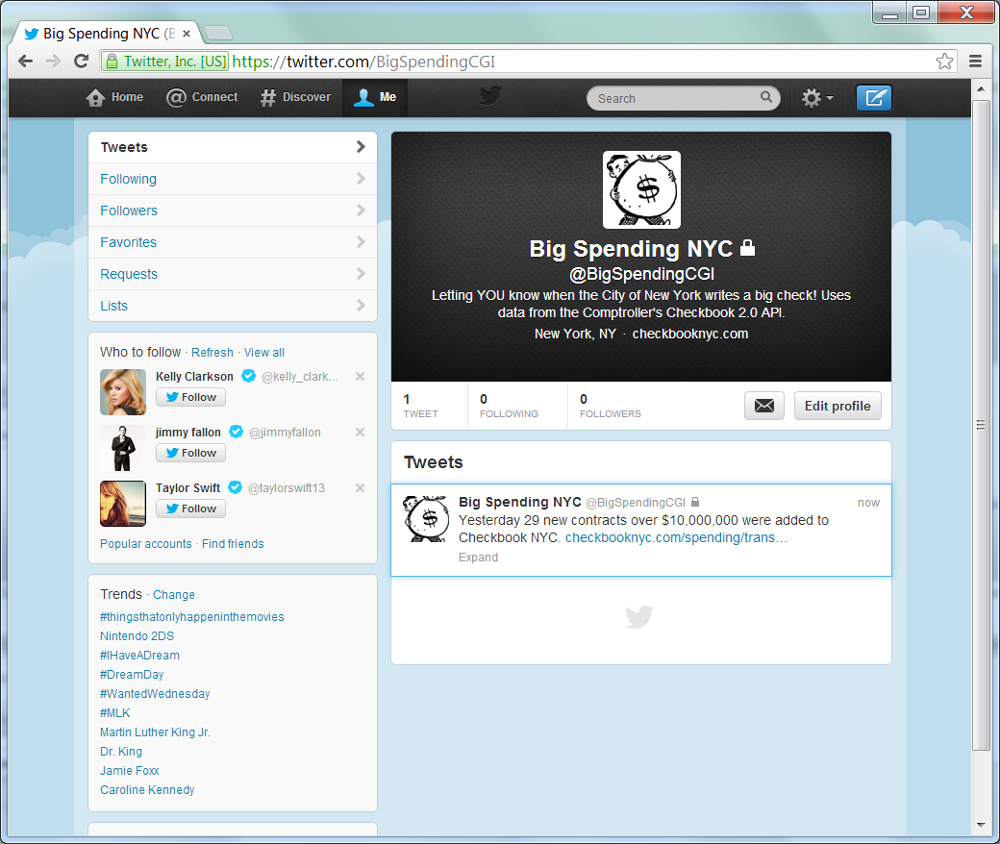 Big Spending NYC (B
Twitter, Inc. [US] https://twitter.com/BigSpendingCGI
Home @ Connect # Discover Me Search
Tweets
Following
Followers
Favorites
Requests
Lists
Who to follow · Refresh · View all
Kelly Clarkson @kelly_clark...
Follow
jimmy fallon @jimmyfallon
Follow
Taylor Swift @taylorswift13
Follow
Popular accounts · Find friends
Trends · Change
#thingsthatonlyhappeninthemovies
Nintendo 2DS
#IHaveADream
#DreamDay
#WantedWednesday
#MLK
Martin Luther King Jr.
Dr. King
Jamie Foxx
Caroline Kennedy
$
Big Spending NYC
@BigSpendingCGI
Letting YOU know when the City of New York writes a big check! Uses
data from the Comptroller's Checkbook 2.0 API.
New York, NY · checkbooknyc.com
1 0 0
TWEET FOLLOWING FOLLOWERS
Edit profile
Tweets
$
Big Spending NYC @BigSpendingCGI now
Yesterday 29 new contracts over $10,000,000 were added to
Checkbook NYC. checkbooknyc.com/spending/trans...
Expand